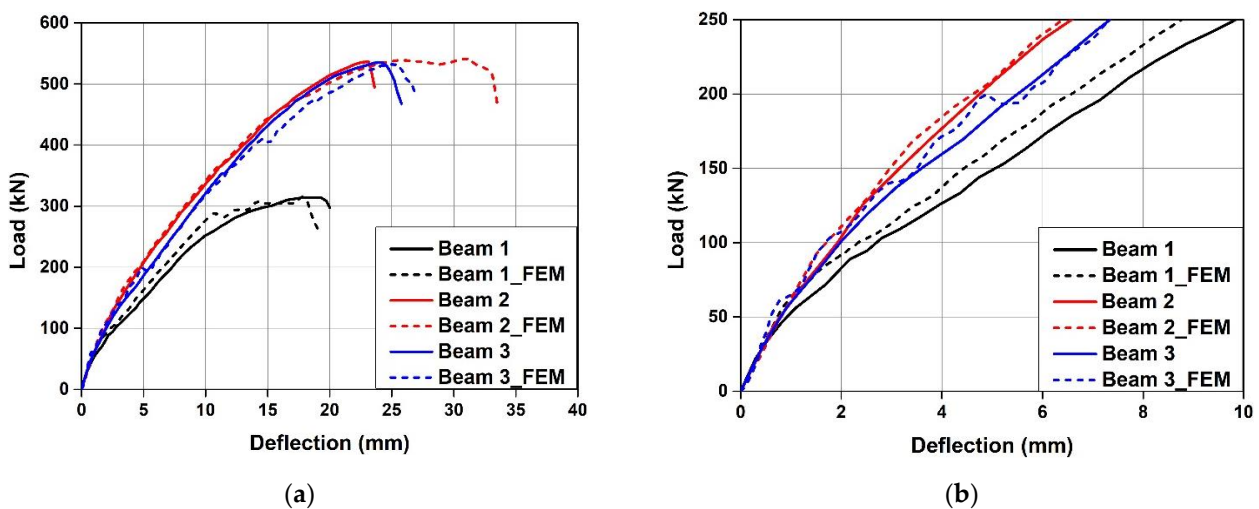 600
500
400
300
200
100
0
Load (kN)
0 5 10 15 20 25 30 35 40
Deflection (mm)
Beam 1
Beam 1_FEM
Beam 2
Beam 2_FEM
Beam 3
Beam 3_FEM
(a)
250
200
150
100
50
0
Load (kN)
0 2 4 6 8 10
Deflection (mm)
Beam 1
Beam 1_FEM
Beam 2
Beam 2_FEM
Beam 3
Beam 3_FEM
(b)